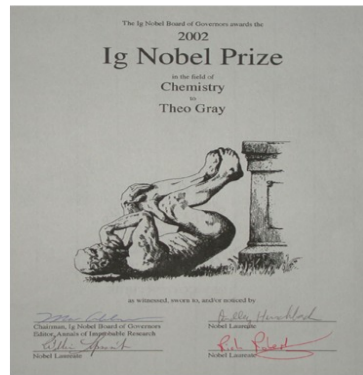 The Ig Nobel Board of Governors awards the
2002
Ig Nobel Prize
in the field of
Chemistry
to
Theo Gray
as witnessed, sworn to, and/or noticed by
Chairman, Ig Nobel Board of Governors
Editor, Annals of Improbable Research
Nobel Laureate
Nobel Laureate
Nobel Laureate